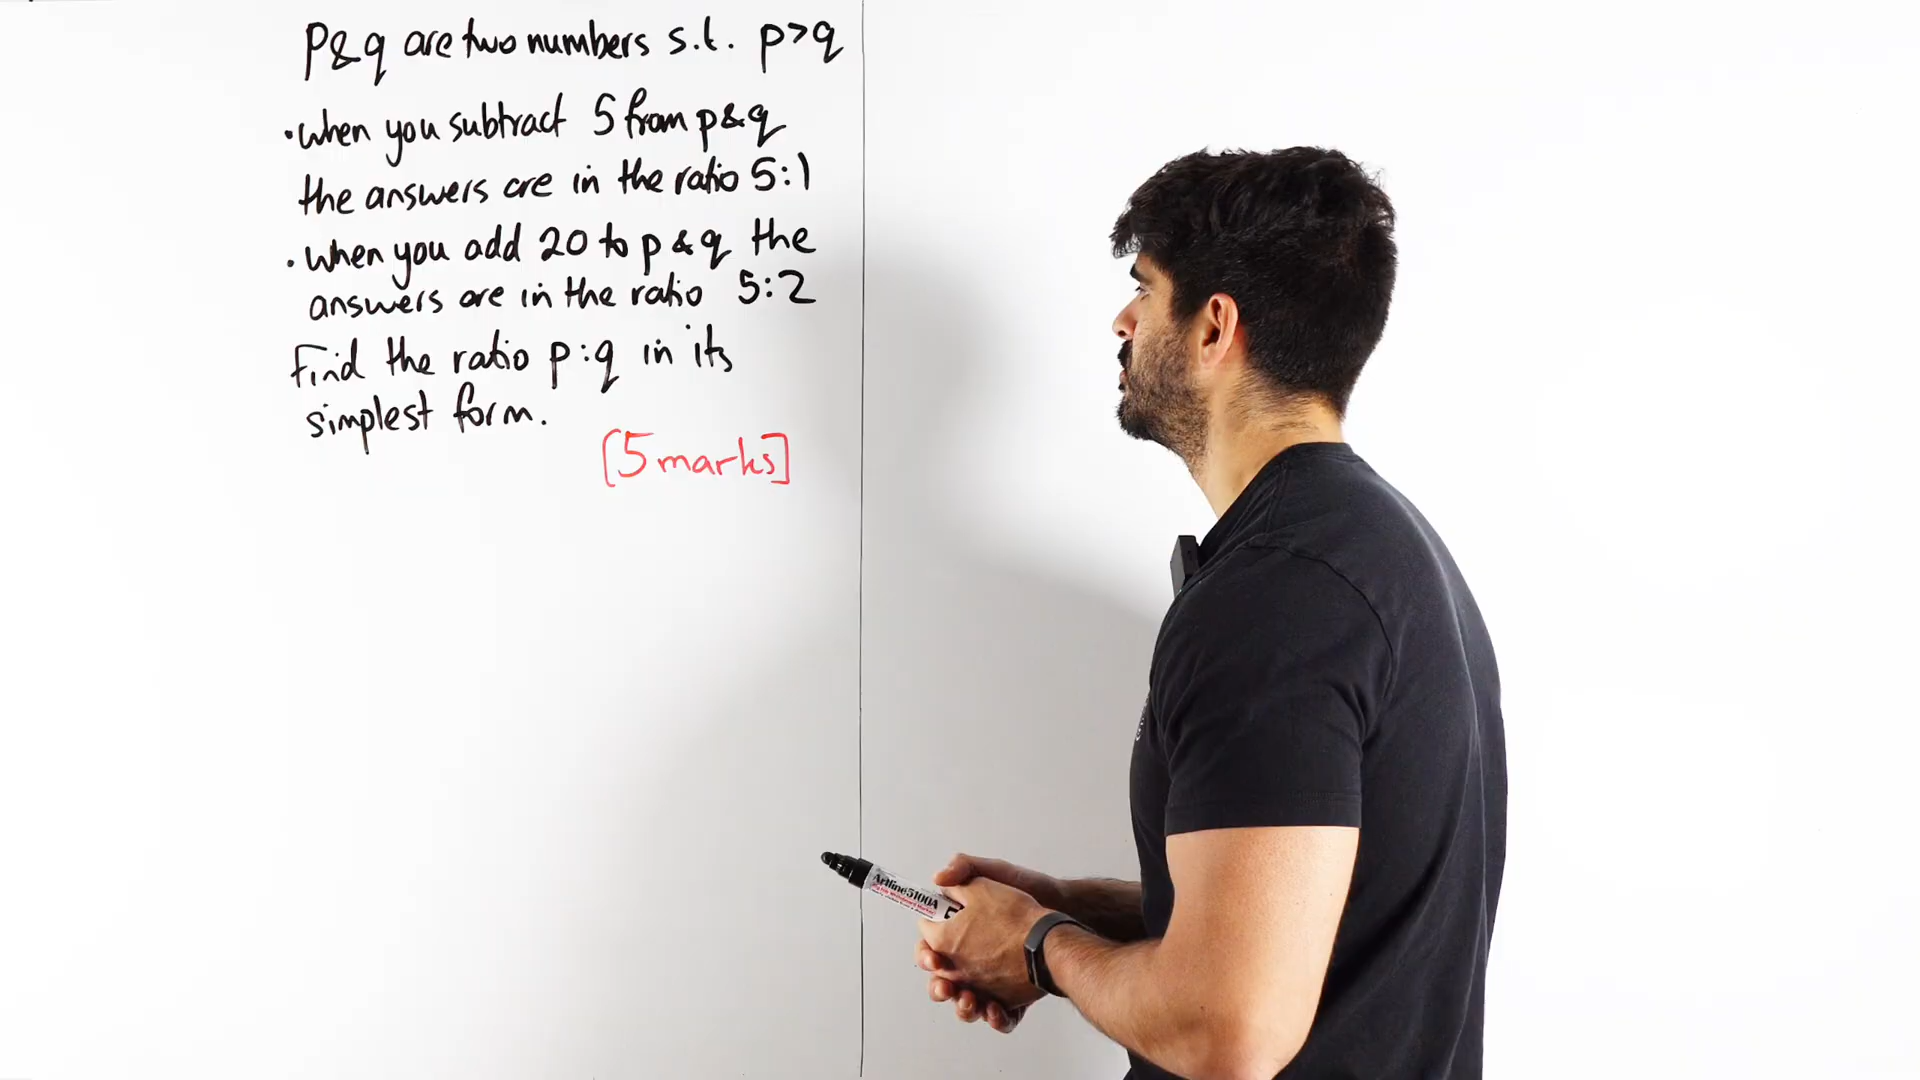 p&q are two numbers s.t. p>q
• when you subtract 5 from p&q
the answers are in the ratio 5:1
• when you add 20 to p & q the
answers are in the ratio 5:2
Find the ratio p:q in its
simplest form.
[5 marks]
Artline 5100A